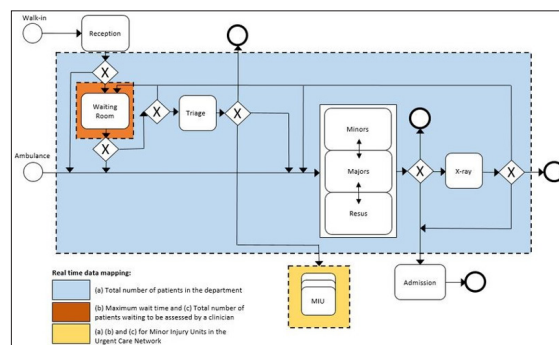 Walk-in
Reception
X
Waiting
Room
X
Triage
X
X
Ambulance
Minors
Majors
Resus
X
X-ray
X
MIU
Admission
Real time data mapping:
(a) Total number of patients in the department
(b) Maximum wait time and (c) Total number of
patients waiting to be assessed by a clinician
(a) (b) and (c) for Minor Injury Units in the
Urgent Care Network